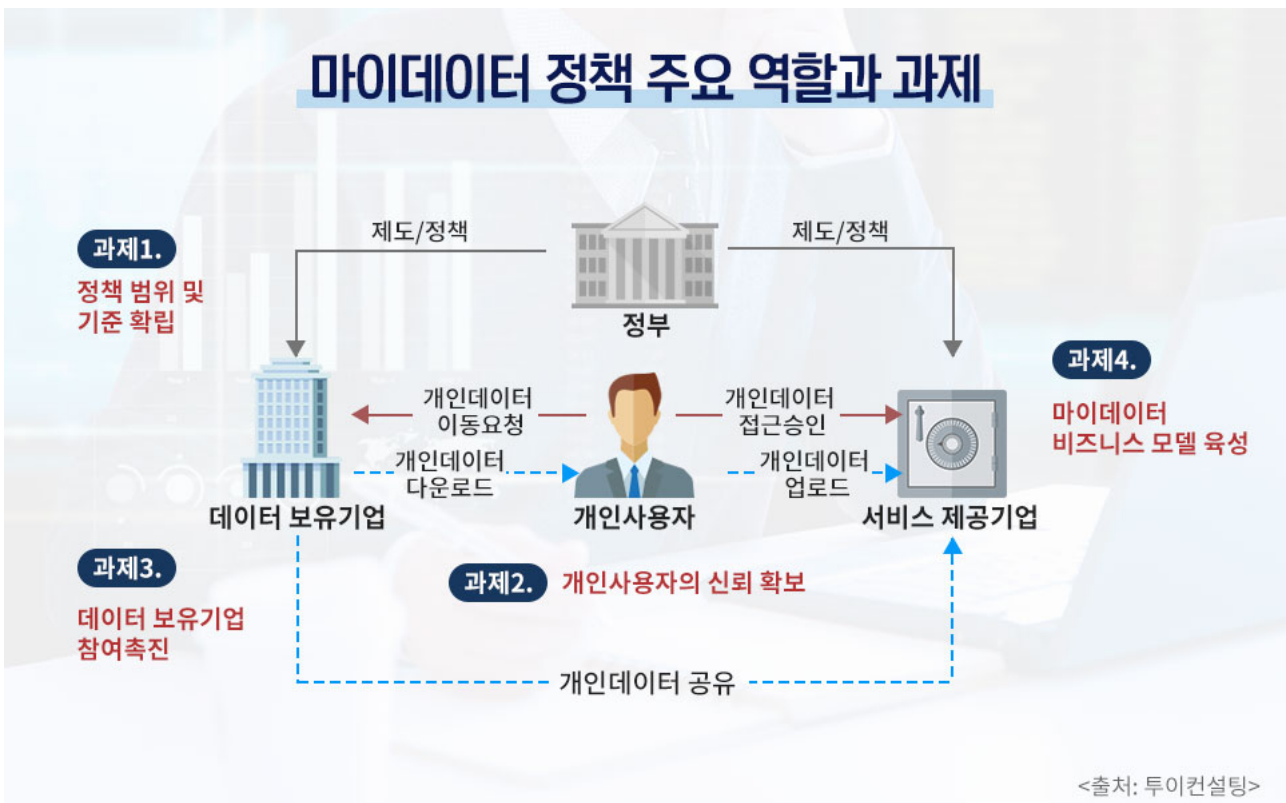 마이데이터 정책 주요 역할과 과제
제도/정책
제도/정책
과제1.
정책 범위 및
기준 확립
정부
과제4.
마이데이터
비즈니스 모델 육성
개인데이터
이동요청
개인데이터
접근승인
개인데이터
다운로드
개인데이터
업로드
데이터 보유기업
개인사용자
서비스 제공기업
과제3.
데이터 보유기업
참여촉진
과제2. 개인사용자의 신뢰 확보
개인데이터 공유
<출처: 투이컨설팅>